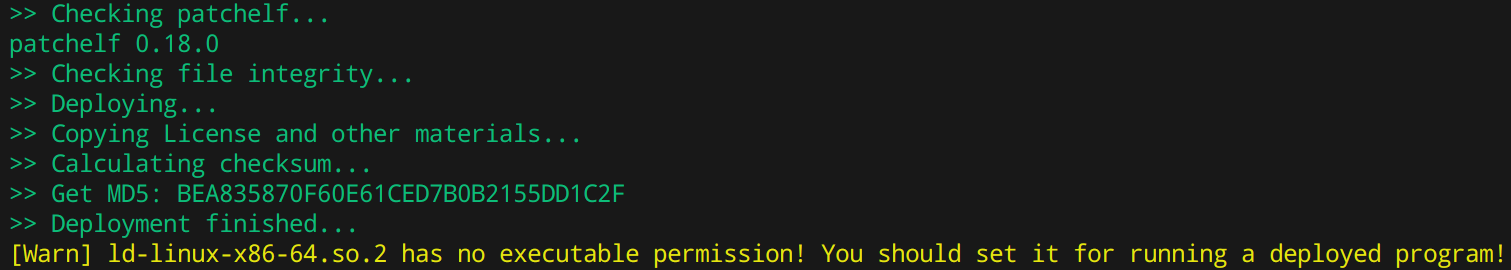 >> Checking patchelf...
patchelf 0.18.0
>> Checking file integrity...
>> Deploying...
>> Copying License and other materials...
>> Calculating checksum...
>> Get MD5: BEA835870F60E61CED7B0B2155DD1C2F
>> Deployment finished...
[Warn] ld-linux-x86-64.so.2 has no executable permission! You should set it for running a deployed program!